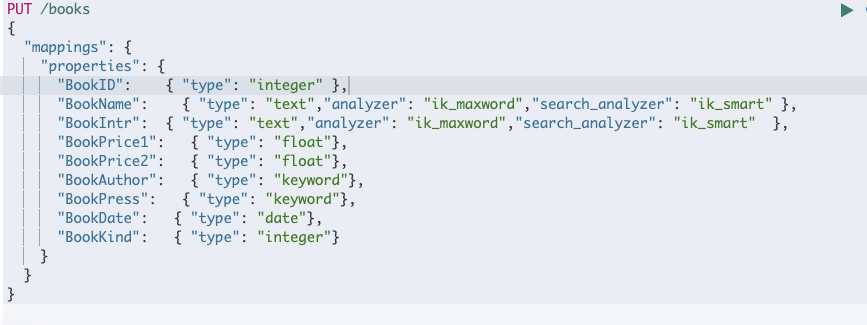 PUT /books
{
"mappings": {
"properties": {
"BookID": { "type": "integer" },
"BookName": { "type": "text","analyzer": "ik_maxword","search_analyzer": "ik_smart" },
"BookIntr": { "type": "text","analyzer": "ik_maxword","search_analyzer": "ik_smart" },
"BookPrice1": { "type": "float"},
"BookPrice2": { "type": "float"},
"BookAuthor": { "type": "keyword"},
"BookPress": { "type": "keyword"},
"BookDate": { "type": "date"},
"BookKind": { "type": "integer"}
}
}
}